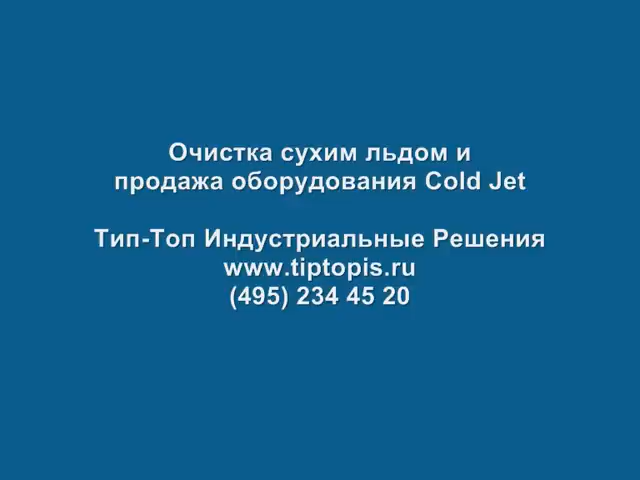 Очистка сухим льдом и
продажа оборудования Cold Jet
Тип-Топ Индустриальные Решения
www.tiptopis.ru
(495) 234 45 20